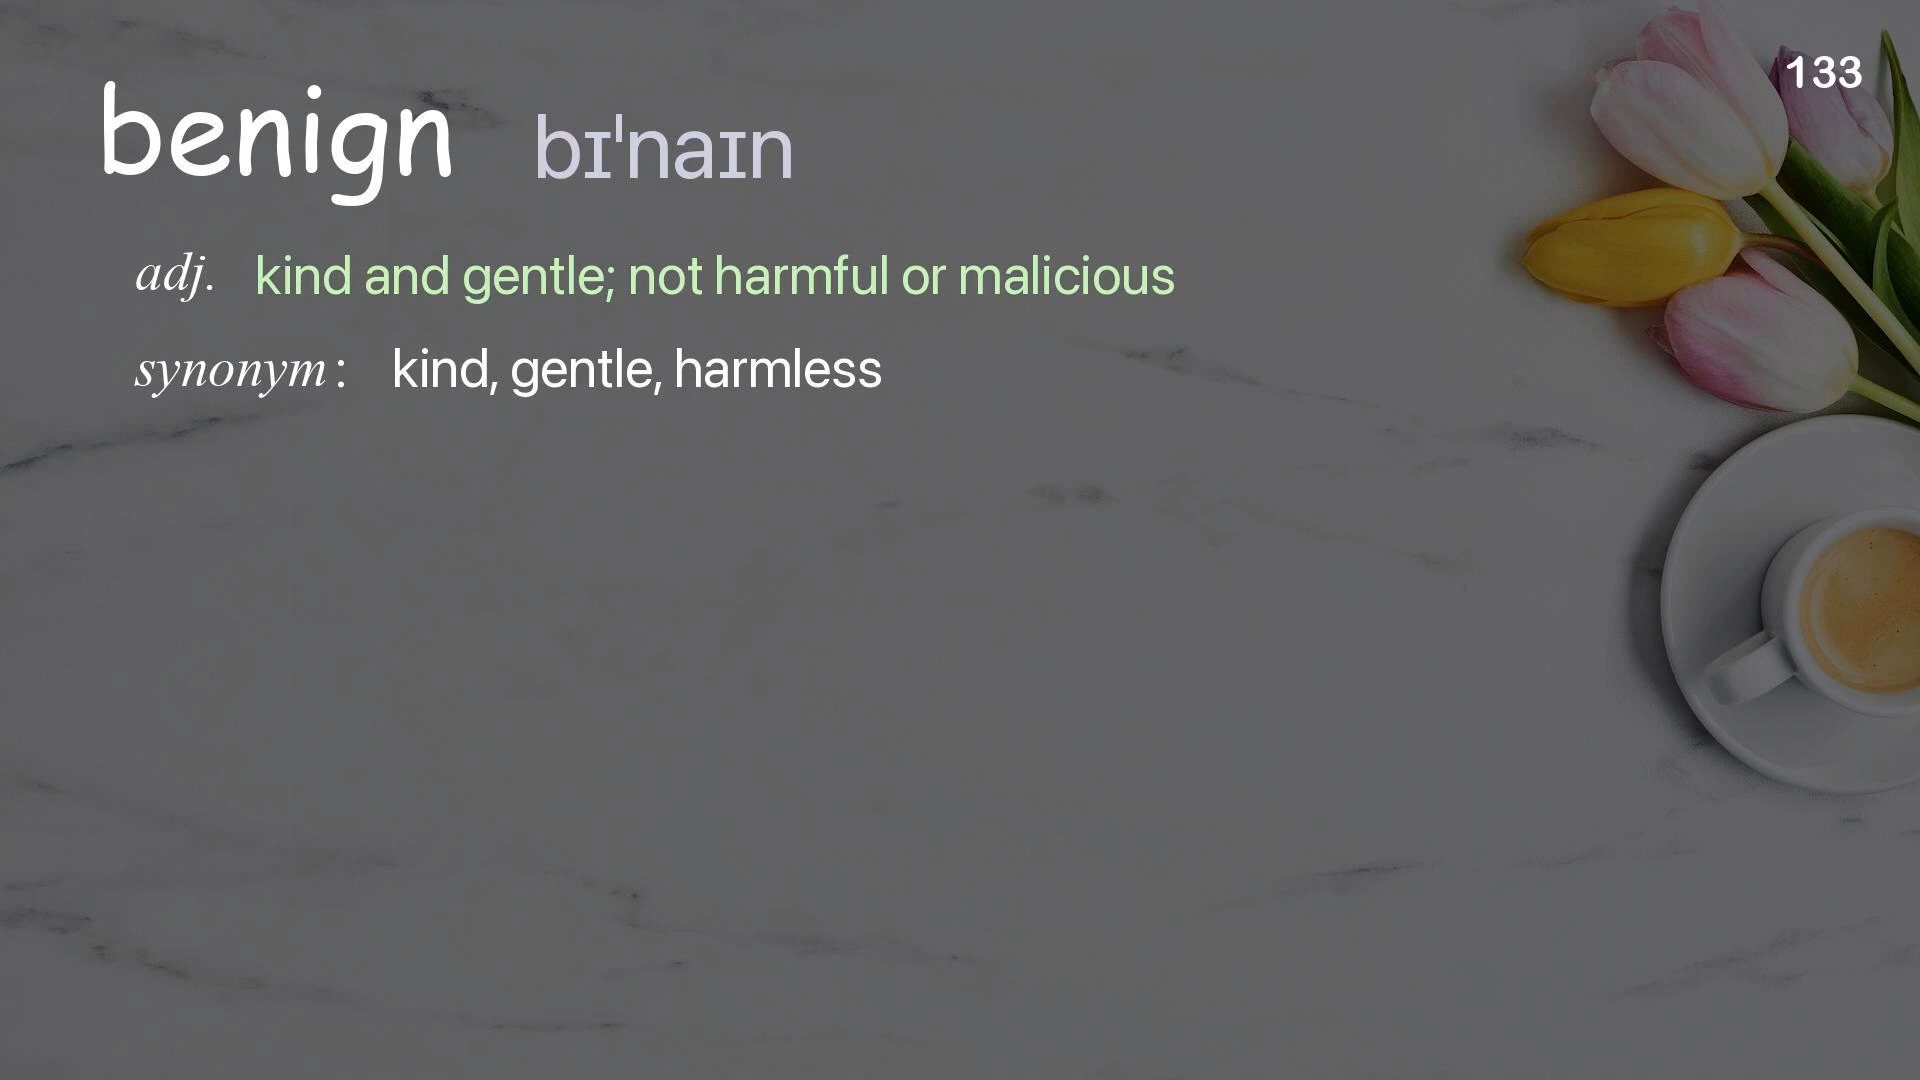 133
benign bɪˈnaɪn
adj. kind and gentle; not harmful or malicious
synonym : kind, gentle, harmless